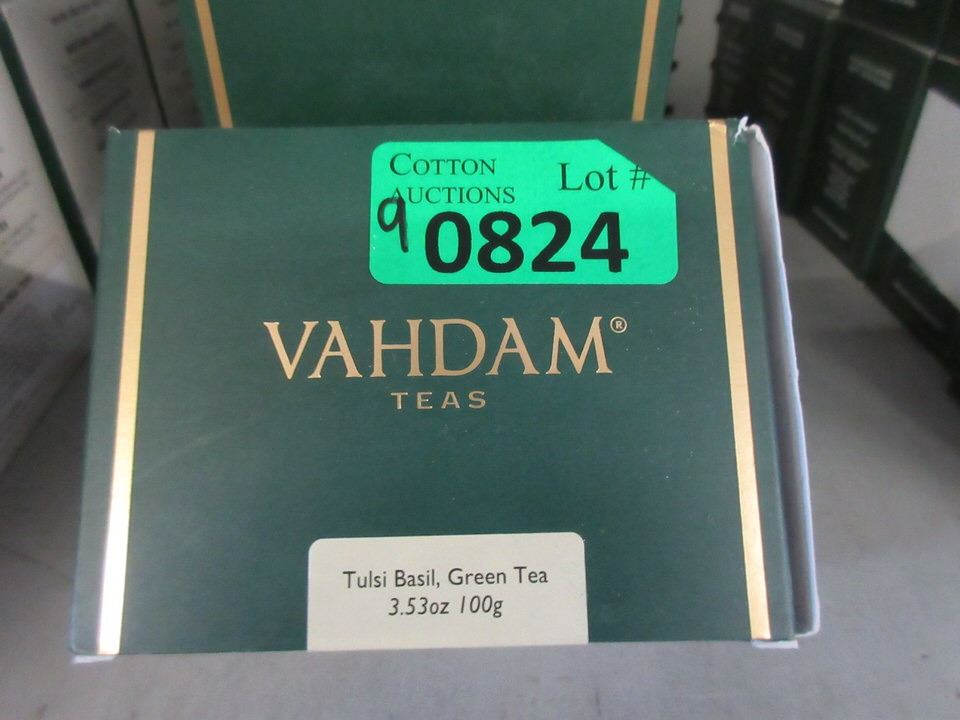 COTTON
AUCTIONS
Lot #
9
0824
VAHDAM®
TEAS
Tulsi Basil, Green Tea
3.53oz 100g